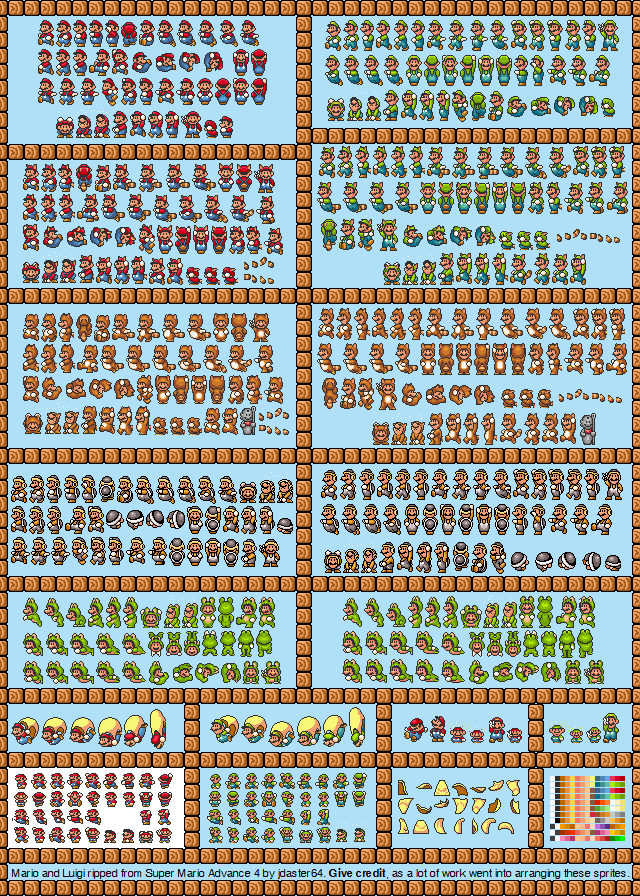 Mario and Luigi ripped from Super Mario Advance 4 by jdaster64. Give credit, as a lot of work went into arranging these sprites.